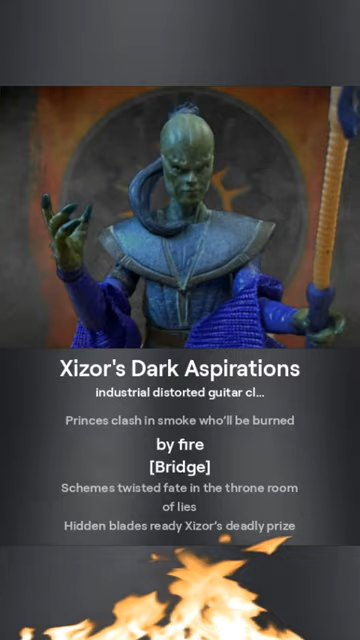 Xizor's Dark Aspirations
industrial distorted guitar cl...
Princes clash in smoke who'll be burned
by fire
[Bridge]
Schemes twisted fate in the throne room
of lies
Hidden blades ready Xizor's deadly prize